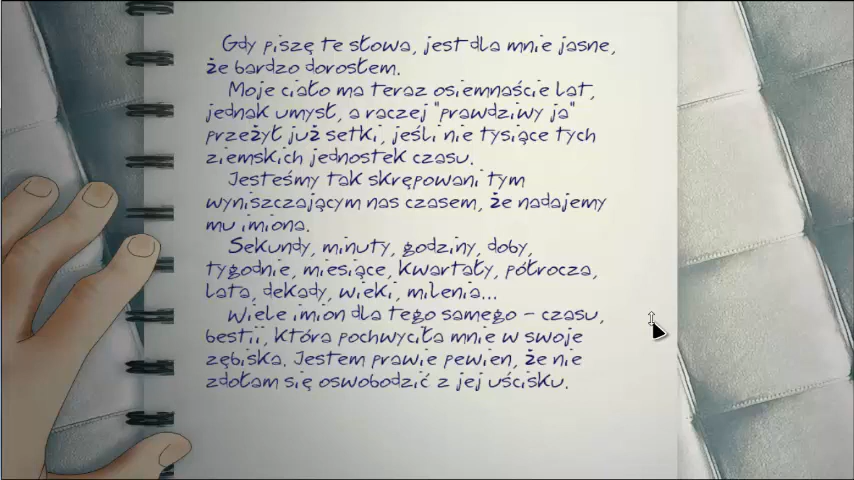 Gdy piszę te słowa, jest dla mnie jasne,
że bardzo dorosłem.
Moje ciało ma teraz osiemnaście lat,
jednak umysł, a raczej "prawdziwy ja"
przeżył już setki, jeśli nie tysiące tych
ziemskich jednostek czasu.
Jesteśmy tak skrępowani tym
wyniszczającym nas czasem, że nadajemy
mu imiona.
Sekundy, minuty, godziny, doby,
tygodnie, miesiące, kwartały, półrocza,
lata, dekady, wieki, milenia...
Wiele imion dla tego samego – czasu,
bestii, która pochwyciła mnie w swoje
zębiska. Jestem prawie pewien, że nie
zdołam się oswobodzić z jej uścisku.